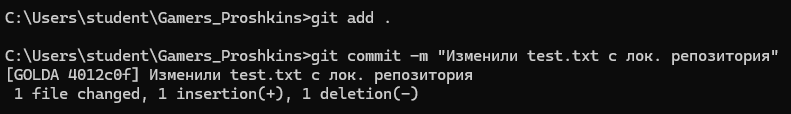 C:\Users\student\Gamers_Proshkins>git add .
C:\Users\student\Gamers_Proshkins>git commit -m "Изменили test.txt с лок. репозитория"
[GOLDA 4012c0f] Изменили test.txt с лок. репозитория
 1 file changed, 1 insertion(+), 1 deletion(-)